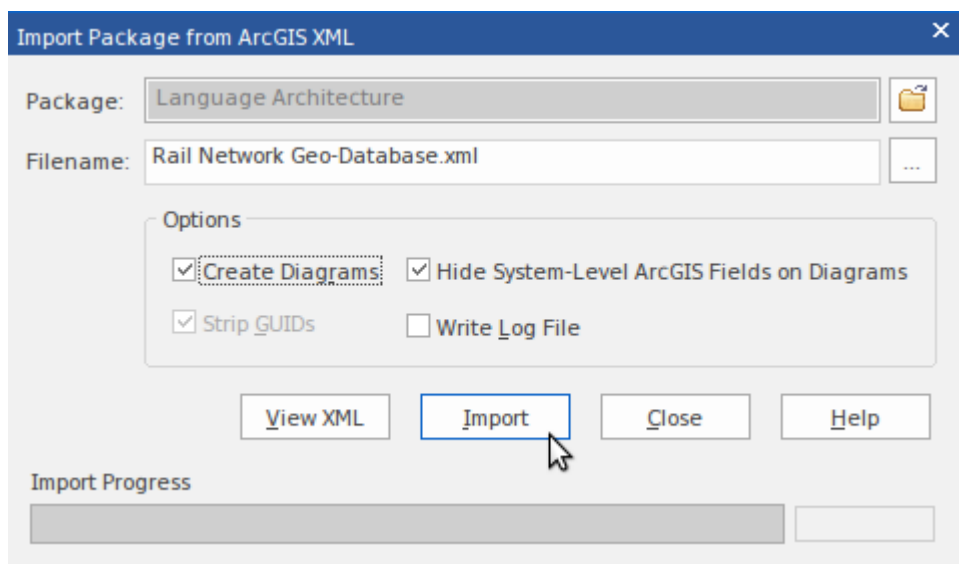 Import Package from ArcGIS XML
Package: Language Architecture
Filename: Rail Network Geo-Database.xml ...
Options
Create Diagrams Hide System-Level ArcGIS Fields on Diagrams
Strip GUIDs Write Log File
View XML Import Close Help
Import Progress